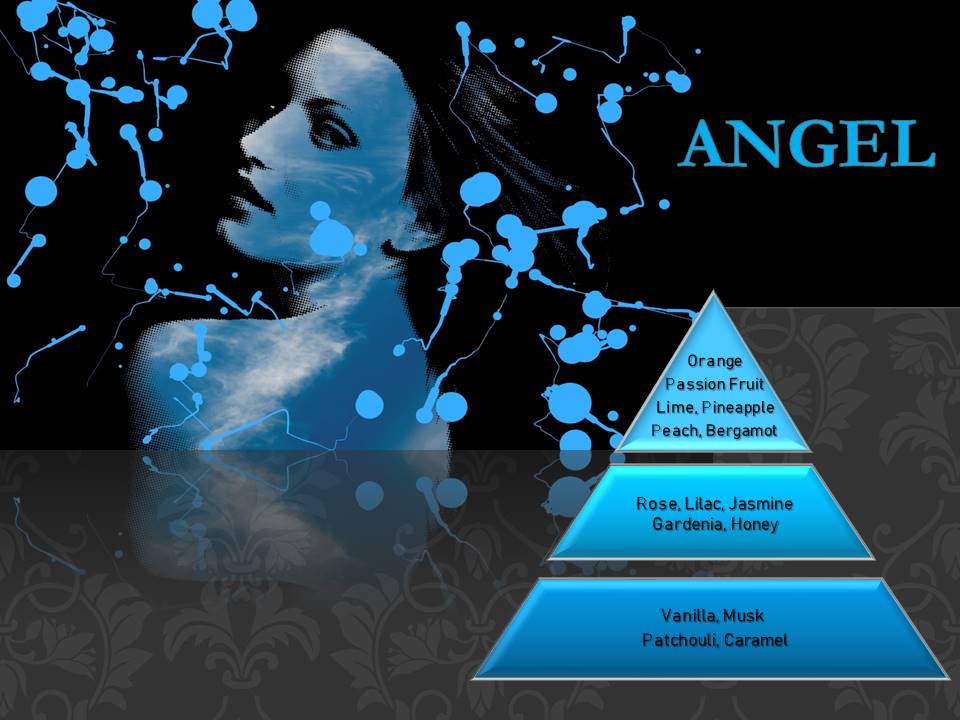 ANGEL
Orange
Passion Fruit
Lime, Pineapple
Peach, Bergamot
Rose, Lilac, Jasmine
Gardenia, Honey
Vanilla, Musk
Patchouli, Caramel